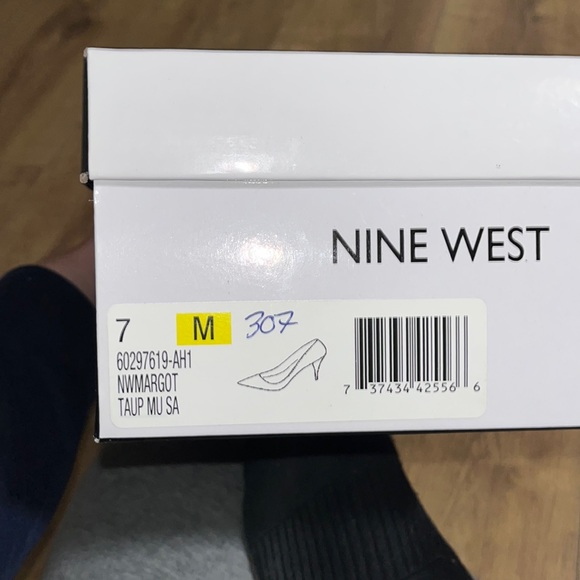 NINE WEST
7 M 307
60297619-AH1
NWMARGOT
TAUP MU SA
7 37434 42556 6